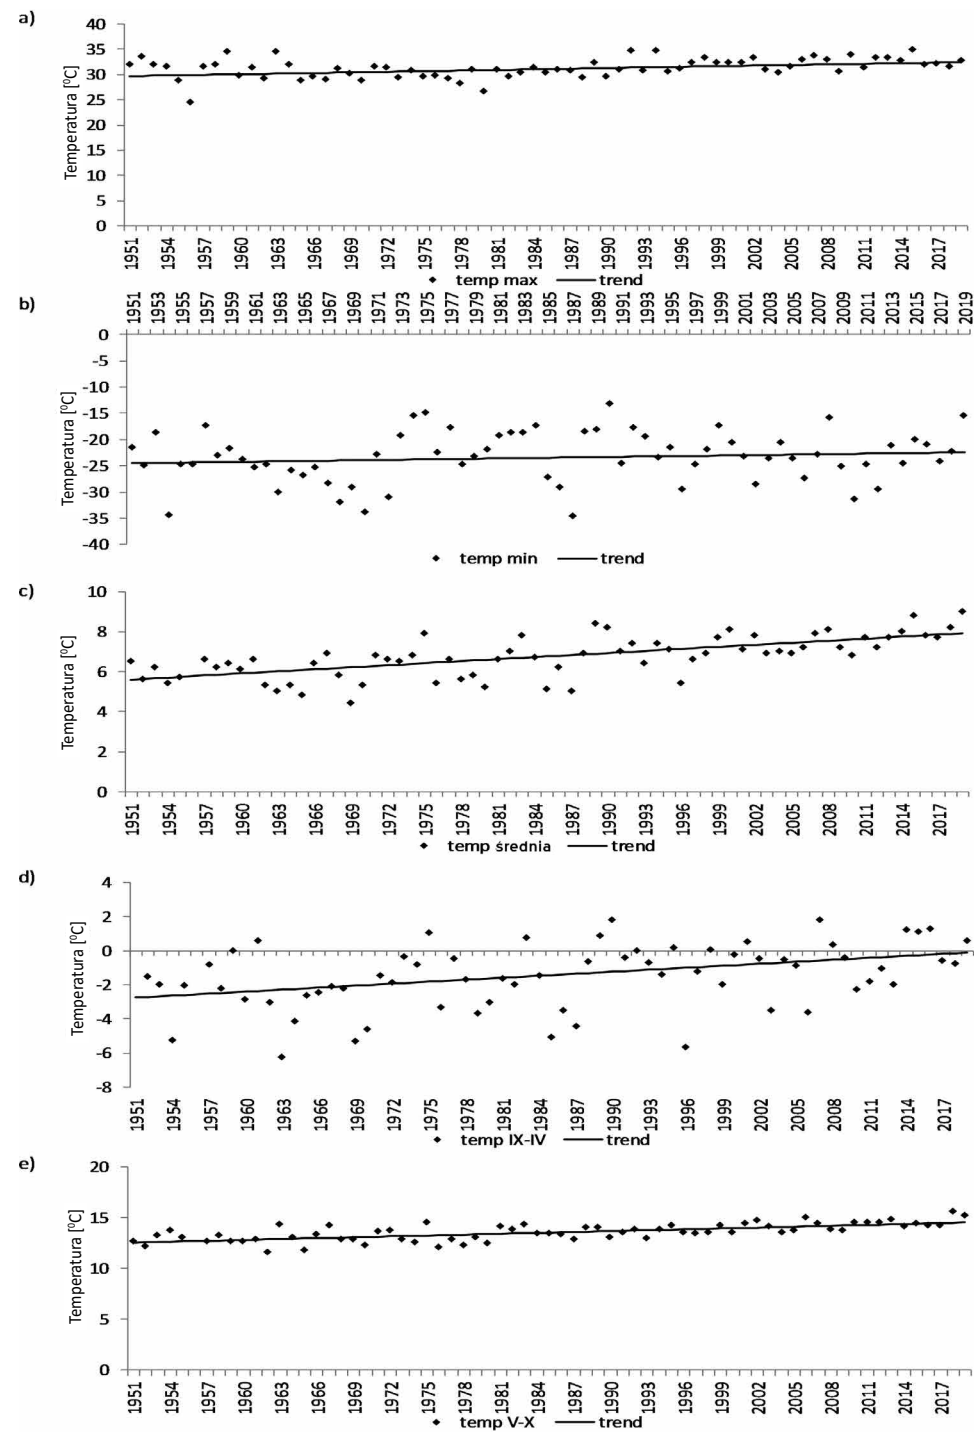 a)
Temperatura [⁰C]
40
35
30
25
20
15
10
5
0
1951 1954 1957 1960 1963 1966 1969 1972 1975 1978 1981 1984 1987 1990 1993 1996 1999 2002 2005 2008 2011 2014 2017
temp max trend
b)
1951 1953 1955 1957 1959 1961 1963 1965 1967 1969 1971 1973 1975 1977 1979 1981 1983 1985 1987 1989 1991 1993 1995 1997 1999 2001 2003 2005 2007 2009 2011 2013 2015 2017 2019
Temperatura [⁰C]
0
-5
-10
-15
-20
-25
-30
-35
-40
temp min trend
c)
Temperatura [⁰C]
10
8
6
4
2
0
1951 1954 1957 1960 1963 1966 1969 1972 1975 1978 1981 1984 1987 1990 1993 1996 1999 2002 2005 2008 2011 2014 2017
temp średnia trend
d)
Temperatura [⁰C]
4
2
0
-2
-4
-6
-8
1951 1954 1957 1960 1963 1966 1969 1972 1975 1978 1981 1984 1987 1990 1993 1996 1999 2002 2005 2008 2011 2014 2017
temp IX-IV trend
e)
Temperatura [⁰C]
20
15
10
5
0
1951 1954 1957 1960 1963 1966 1969 1972 1975 1978 1981 1984 1987 1990 1993 1996 1999 2002 2005 2008 2011 2014 2017
temp V-X trend